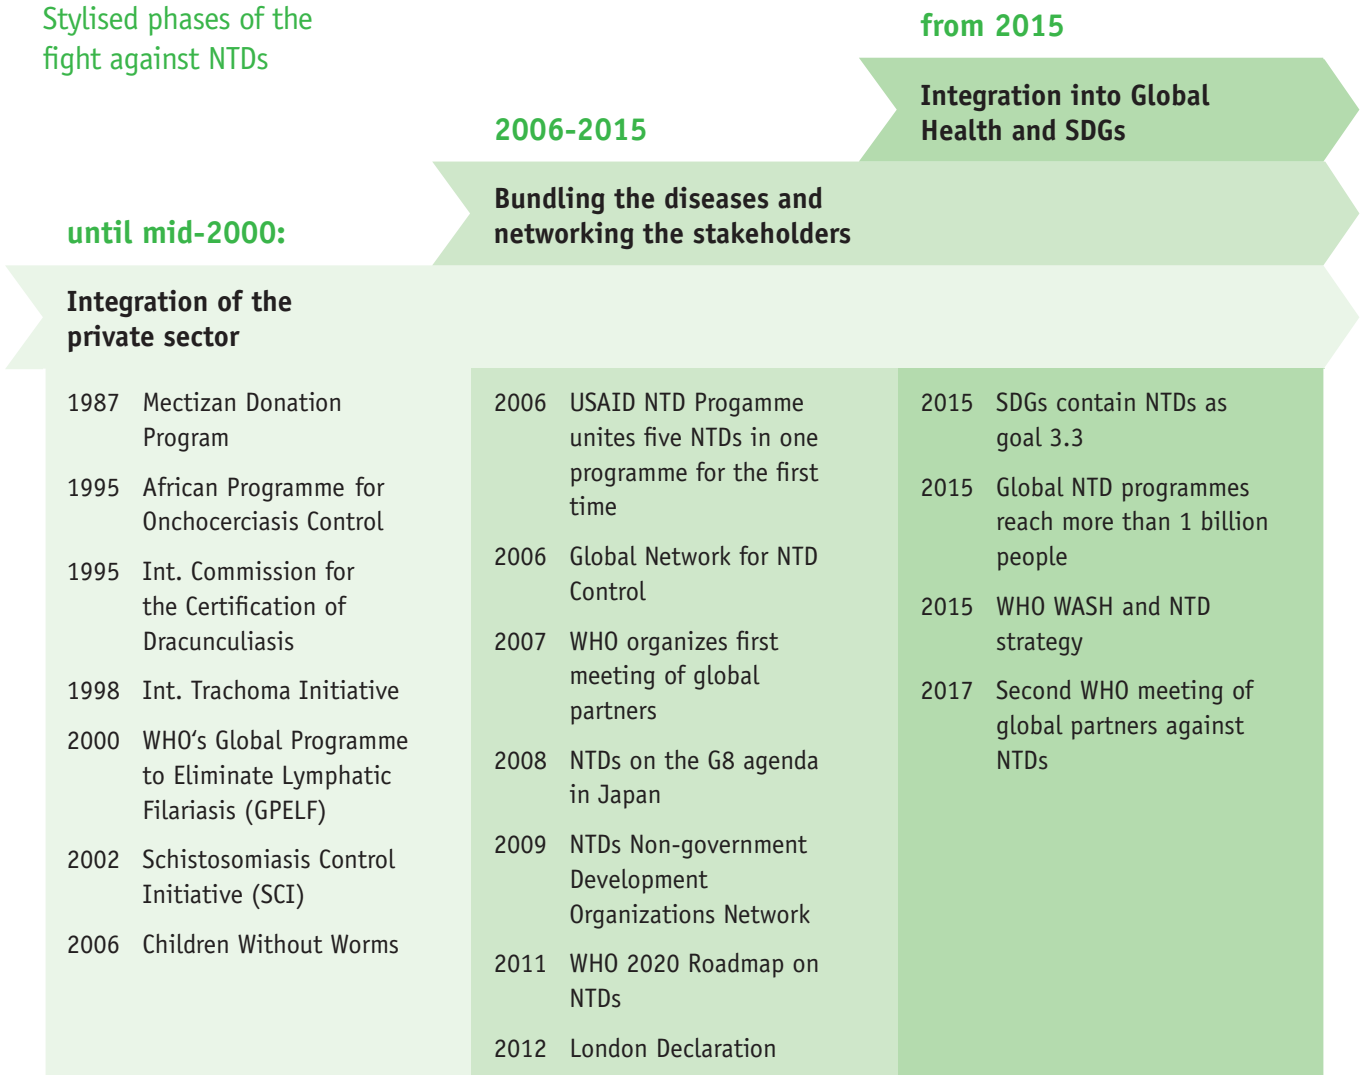 Stylised phases of the
fight against NTDs
from 2015
Integration into Global
Health and SDGs
2006-2015
Bundling the diseases and
networking the stakeholders
until mid-2000:
Integration of the
private sector
1987 Mectizan Donation
Program
1995 African Programme for
Onchocerciasis Control
1995 Int. Commission for
the Certification of
Dracunculiasis
1998 Int. Trachoma Initiative
2000 WHO‘s Global Programme
to Eliminate Lymphatic
Filariasis (GPELF)
2002 Schistosomiasis Control
Initiative (SCI)
2006 Children Without Worms
2006 USAID NTD Progamme
unites five NTDs in one
programme for the first
time
2006 Global Network for NTD
Control
2007 WHO organizes first
meeting of global
partners
2008 NTDs on the G8 agenda
in Japan
2009 NTDs Non-government
Development
Organizations Network
2011 WHO 2020 Roadmap on
NTDs
2012 London Declaration
2015 SDGs contain NTDs as
goal 3.3
2015 Global NTD programmes
reach more than 1 billion
people
2015 WHO WASH and NTD
strategy
2017 Second WHO meeting of
global partners against
NTDs